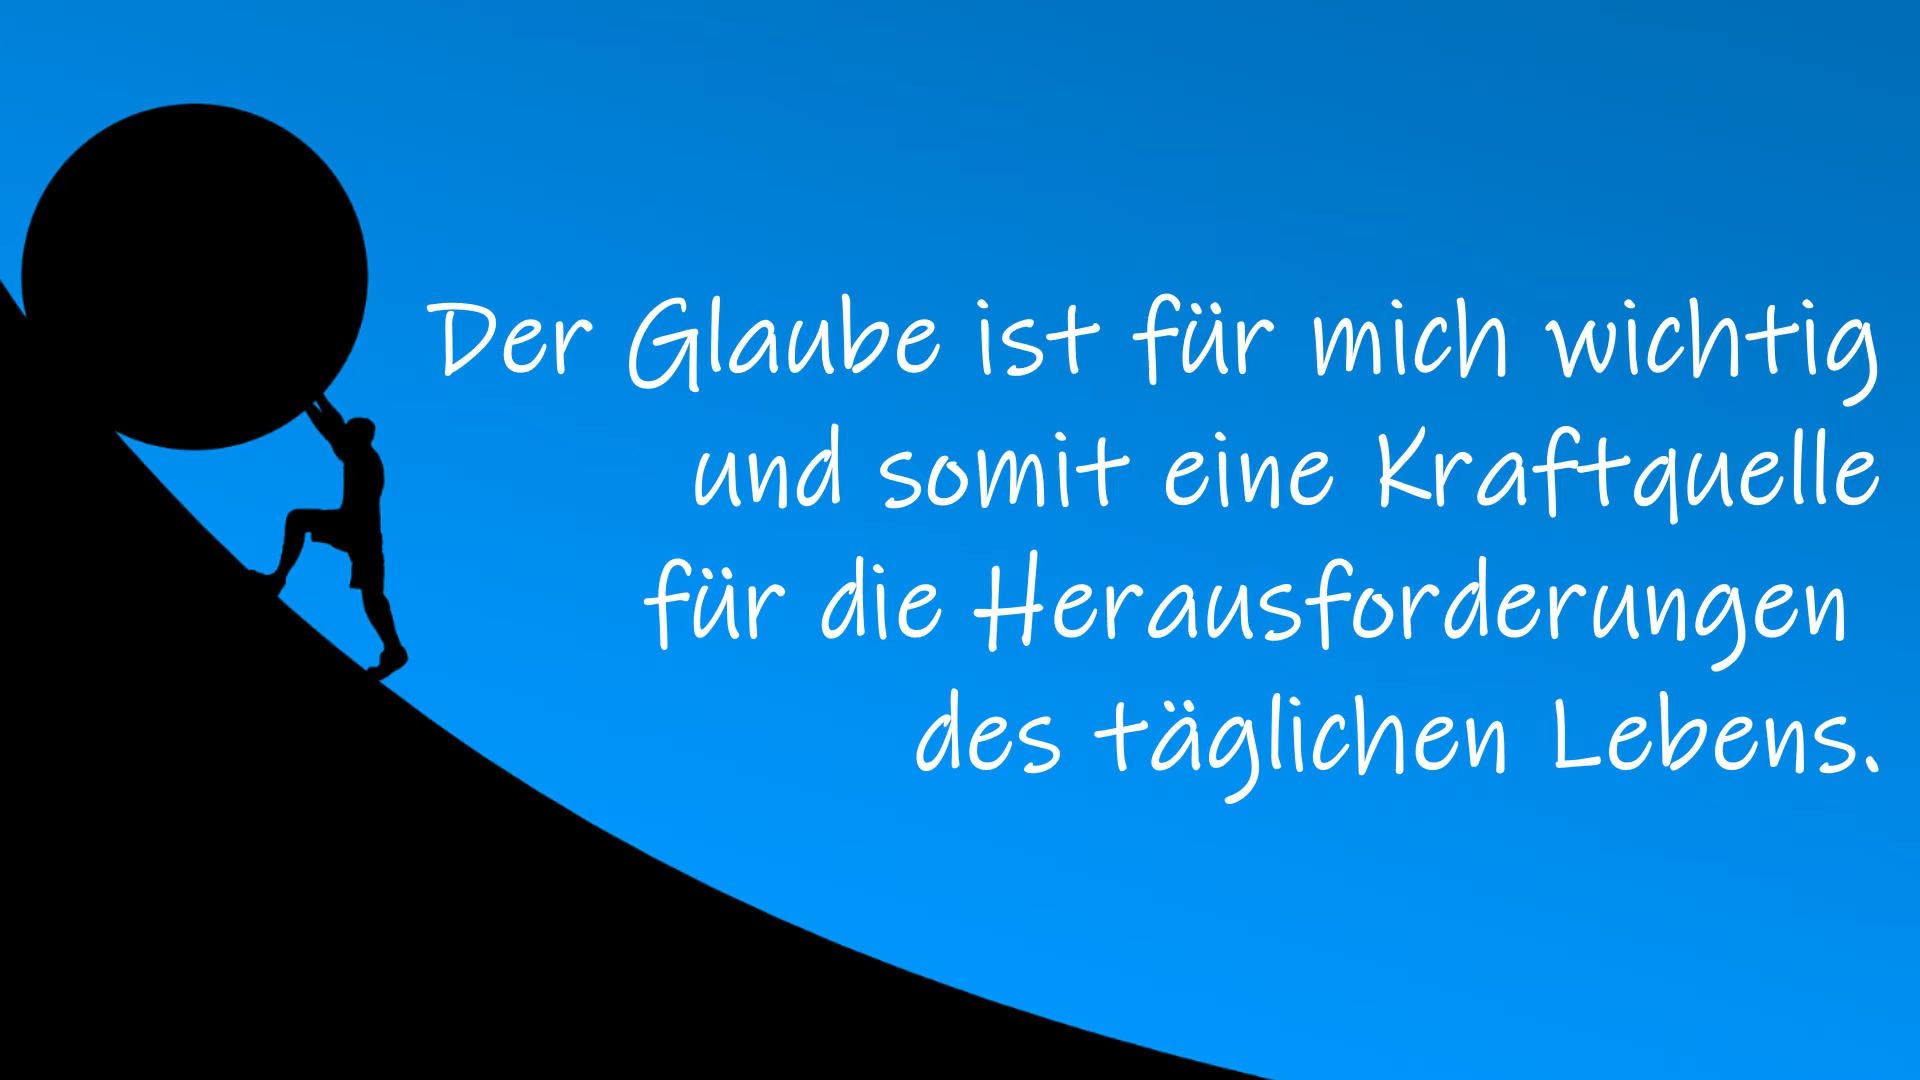 Der Glaube ist für mich wichtig
und somit eine Kraftquelle
für die Herausforderungen
des täglichen Lebens.